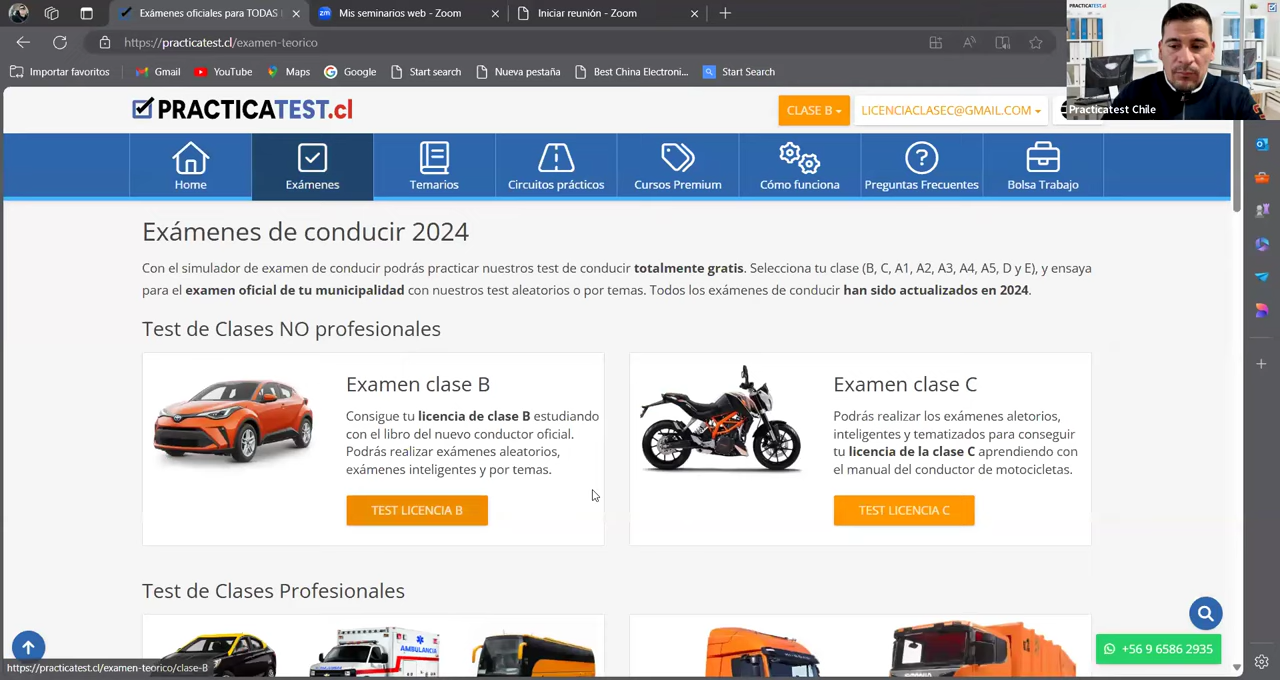 Exámenes oficiales para TODAS
Mis seminarios web - Zoom
Iniciar reunión - Zoom
https://practicatest.cl/examen-teorico
Importar favoritos
Gmail
YouTube
Maps
Google
Start search
Nueva pestaña
Best China Electroni...
Start Search
PRACTICATEST.cl
Practicatest Chile
PRACTICATEST.cl
CLASE B
LICENCIACLASEC@GMAIL.COM
Home
Exámenes
Temarios
Circuitos prácticos
Cursos Premium
Cómo funciona
Preguntas Frecuentes
Bolsa Trabajo
Exámenes de conducir 2024
Con el simulador de examen de conducir podrás practicar nuestros test de conducir totalmente gratis. Selecciona tu clase (B, C, A1, A2, A3, A4, A5, D y E), y ensaya
para el examen oficial de tu municipalidad con nuestros test aleatorios o por temas. Todos los exámenes de conducir han sido actualizados en 2024.
Test de Clases NO profesionales
Examen clase B
Consigue tu licencia de clase B estudiando
con el libro del nuevo conductor oficial.
Podrás realizar exámenes aleatorios,
exámenes inteligentes y por temas.
TEST LICENCIA B
Examen clase C
Podrás realizar los exámenes aletorios,
inteligentes y tematizados para conseguir
tu licencia de la clase C aprendiendo con
el manual del conductor de motocicletas.
TEST LICENCIA C
Test de Clases Profesionales
AMBULANCIA
+56 9 6586 2935
https://practicatest.cl/examen-teorico/clase-B